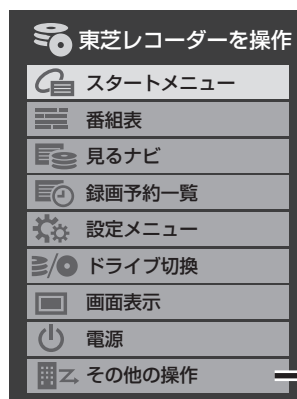 東芝レコーダーを操作
スタートメニュー
番組表
見るナビ
録画予約一覧
設定メニュー
ドライブ切換
画面表示
電源
その他の操作